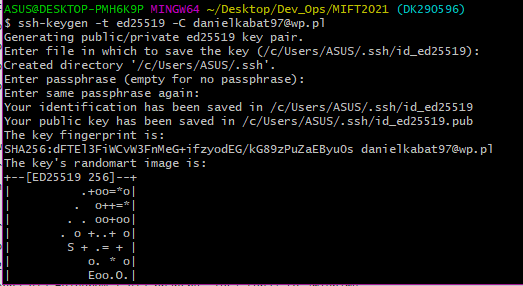 ASUS@DESKTOP-PMH6K9P MINGW64 ~/Desktop/Dev_Ops/MIFT2021 (DK290596)
$ ssh-keygen -t ed25519 -C danielkabat97@wp.pl
Generating public/private ed25519 key pair.
Enter file in which to save the key (/c/Users/ASUS/.ssh/id_ed25519):
Created directory '/c/Users/ASUS/.ssh'.
Enter passphrase (empty for no passphrase):
Enter same passphrase again:
Your identification has been saved in /c/Users/ASUS/.ssh/id_ed25519
Your public key has been saved in /c/Users/ASUS/.ssh/id_ed25519.pub
The key fingerprint is:
SHA256:dFTEl3FiWCvW3FnMeG+ifzyodEG/kG89zPuZaEByuOs danielkabat97@wp.pl
The key's randomart image is:
+--[ED25519 256]--+
|          .+oo=*o|
|         .  o++=*|
|        . . oo+oo|
|       . o +..+ o|
|        S + .= + |
|           o. * o|
|           Eoo.O.|